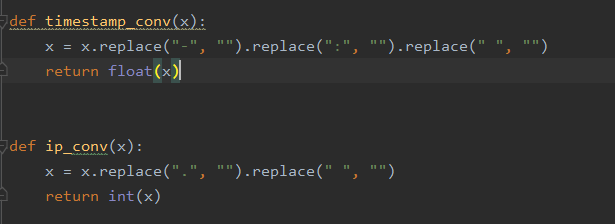 def timestamp_conv(x):
    x = x.replace("-", "").replace(":", "").replace(" ", "")
    return float(x)
def ip_conv(x):
    x = x.replace(".", "").replace(" ", "")
    return int(x)